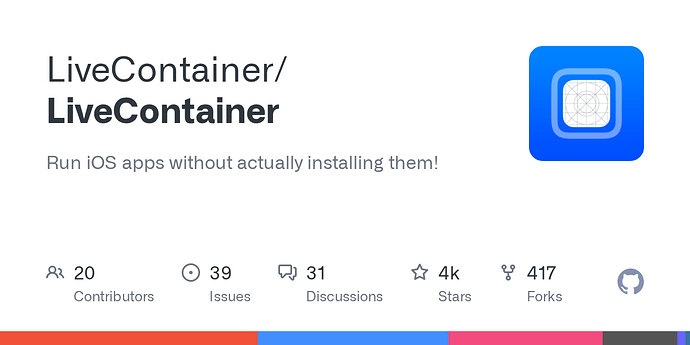 LiveContainer/
LiveContainer
Run iOS apps without actually installing them!
20
Contributors
39
Issues
31
Discussions
4k
Stars
417
Forks